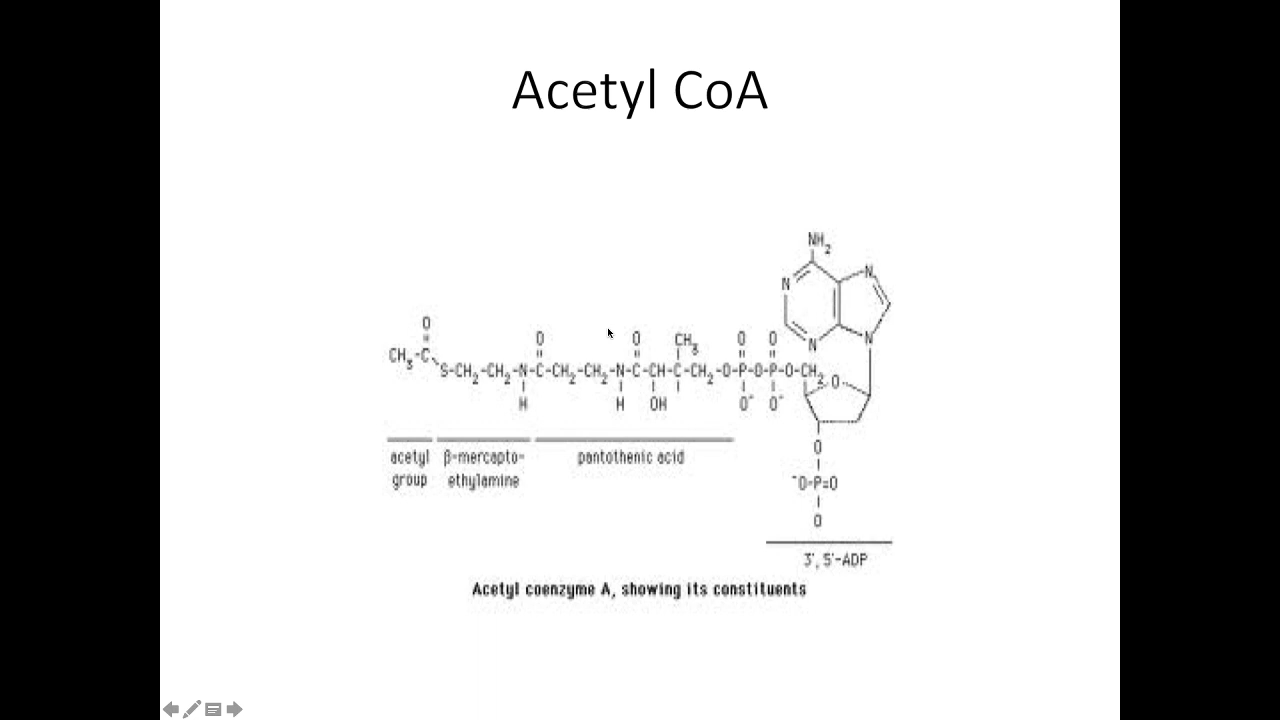 Acetyl CoA
NH2
N N
N N
O
CH3-C
S-CH2-CH2-N-C-CH2-CH2-N-C-CH-C-CH2-O-P-O-P-O-CH2
O O CH3 O O
H H OH O- O-
O
O
-O-P=O
O
acetyl group
β-mercapto-ethylamine
pantothenic acid
3', 5'-ADP
Acetyl coenzyme A, showing its constituents